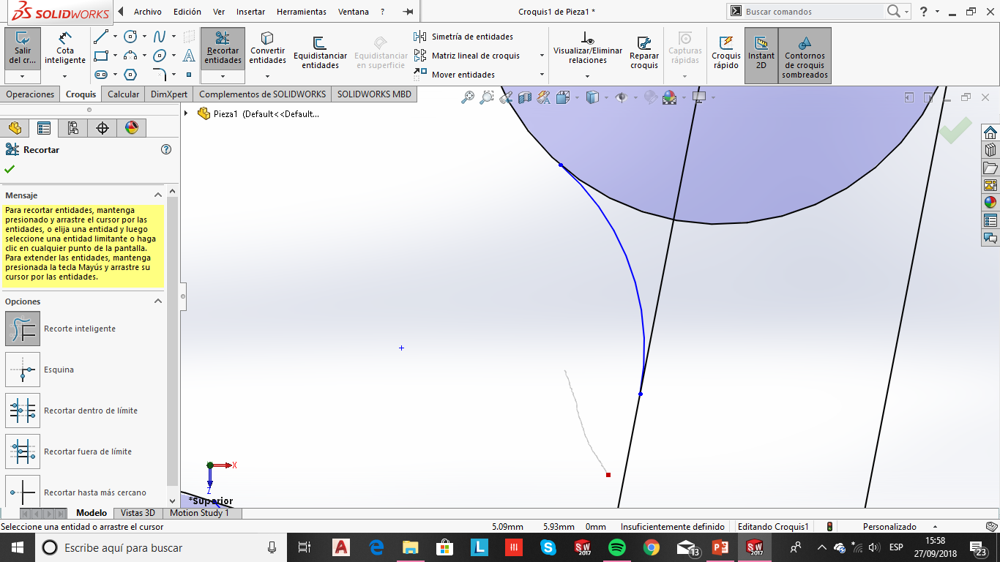 SOLIDWORKS
Archivo Edición Ver Insertar Herramientas Ventana ?
Croquis1 de Pieza1 *
Buscar comandos
?
Salir del cr...
Cota inteligente
Recortar entidades
Convertir entidades
Equidistanciar entidades
Equidistanciar en superficie
Simetría de entidades
Matriz lineal de croquis
Mover entidades
Visualizar/Eliminar relaciones
Reparar croquis
Capturas rápidas
Croquis rápido
Instant 2D
Contornos de croquis sombreados
Operaciones Croquis Calcular DimXpert Complementos de SOLIDWORKS SOLIDWORKS MBD
Pieza1 (Default<<Default...
Recortar
?
Mensaje
Para recortar entidades, mantenga
presionado y arrastre el cursor por las
entidades, o elija una entidad y luego
seleccione una entidad limitante o haga
clic en cualquier punto de la pantalla.
Para extender las entidades, mantenga
presionada la tecla Mayús y arrastre su
cursor por las entidades.
Opciones
Recorte inteligente
Esquina
Recortar dentro de límite
Recortar fuera de límite
Recortar hasta más cercano
X
Z
*Superior
Modelo Vistas 3D Motion Study 1
Seleccione una entidad o arrastre el cursor
5.09mm 5.93mm 0mm Insuficientemente definido Editando Croquis1 Personalizado
Escribe aquí para buscar
A
L
S
SW 2017
13
P
SW 2017
ESP
15:58
27/09/2018
23